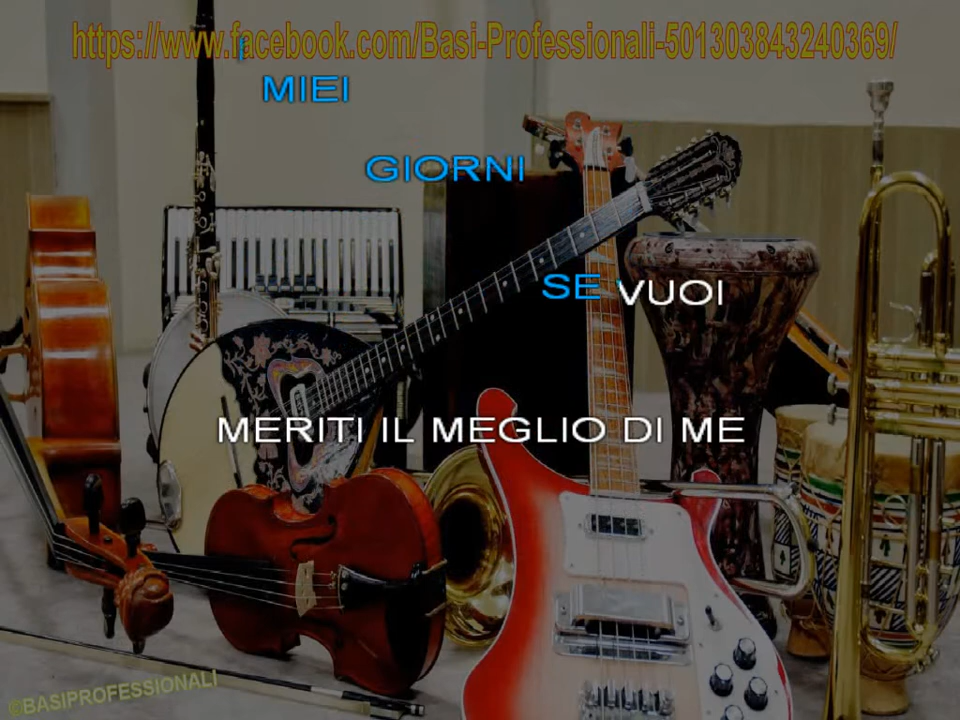 https://www.facebook.com/Basi-Professionali-501303843240369/
I
MIEI
GIORNI
SE VUOI
MERITI IL MEGLIO DI ME
©BASIPROFESSIONALI